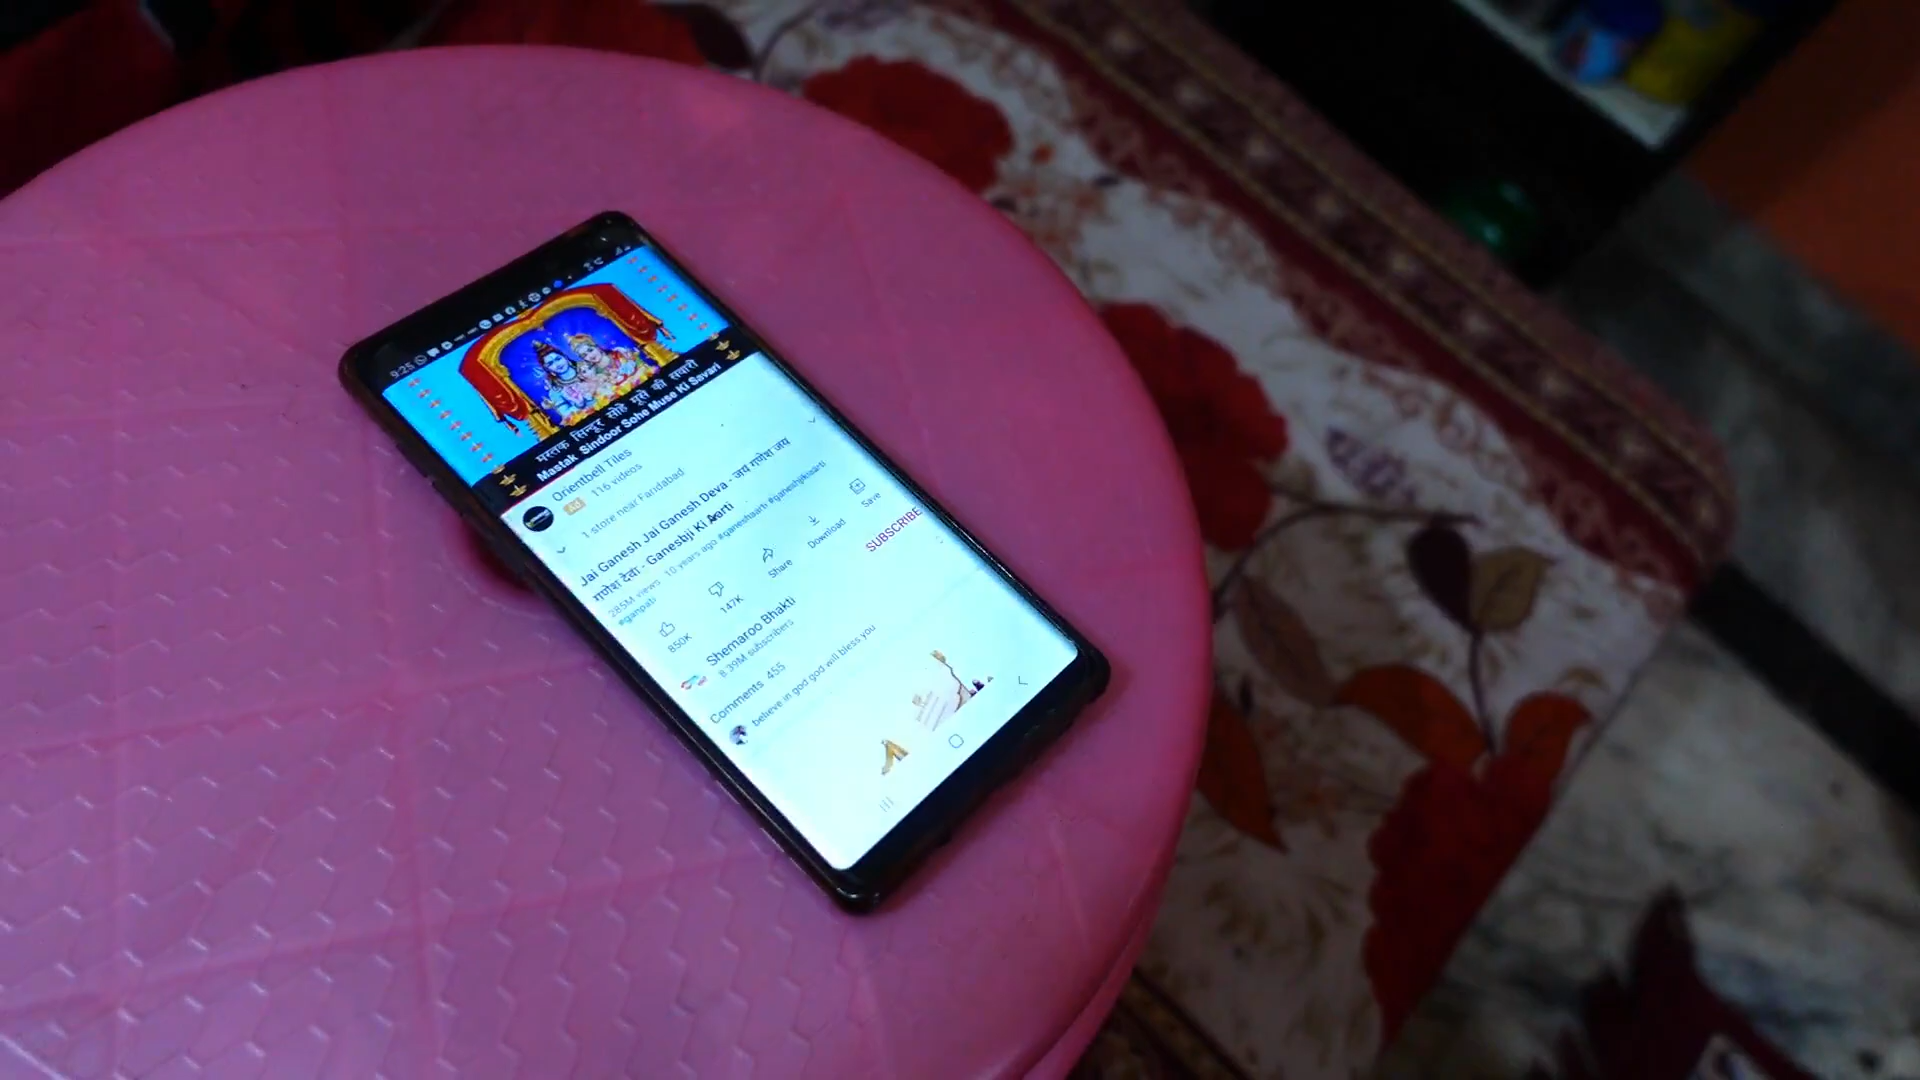 9:25
मस्तक सिन्दूर सोहे मूसे की सवारी
Mastak Sindoor Sohe Muse Ki Savari
Orientbell Tiles
Ad 116 videos
1 store near Faridabad
Jai Ganesh Jai Ganesh Deva - जय गणेश जय
गणेश देवा - Ganeshji Ki Aarti
285M views 10 years ago #ganeshaarti #ganeshjikiaarti
#ganpati
850K
147K
Share
Download
Save
Shemaroo Bhakti
8.39M subscribers
SUBSCRIBE
Comments 455
believe in god god will bless you